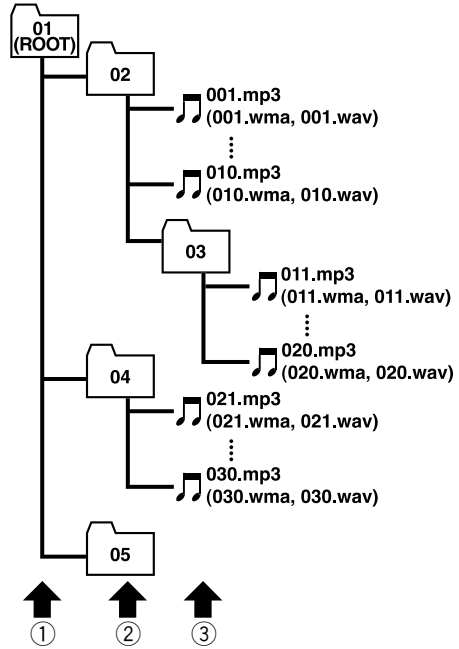 01
(ROOT)
02
001.mp3
(001.wma, 001.wav)
010.mp3
(010.wma, 010.wav)
03
011.mp3
(011.wma, 011.wav)
020.mp3
(020.wma, 020.wav)
04
021.mp3
(021.wma, 021.wav)
030.mp3
(030.wma, 030.wav)
05
① ② ③